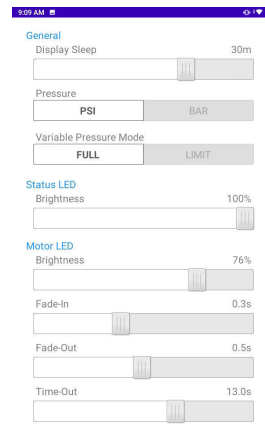 9:09 AM
General
Display Sleep 30m
Pressure
PSI BAR
Variable Pressure Mode
FULL LIMIT
Status LED
Brightness 100%
Motor LED
Brightness 76%
Fade-In 0.3s
Fade-Out 0.5s
Time-Out 13.0s